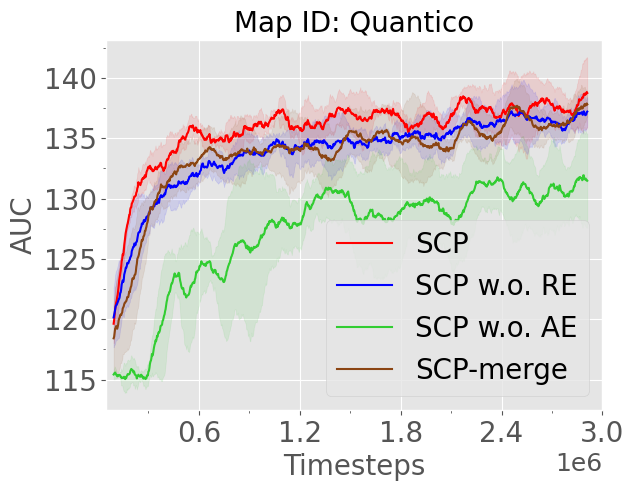 Map ID: Quantico
AUC
140
135
130
125
120
115
SCP
SCP w.o. RE
SCP w.o. AE
SCP-merge
0.6 1.2 1.8 2.4 3.0
Timesteps
1e6